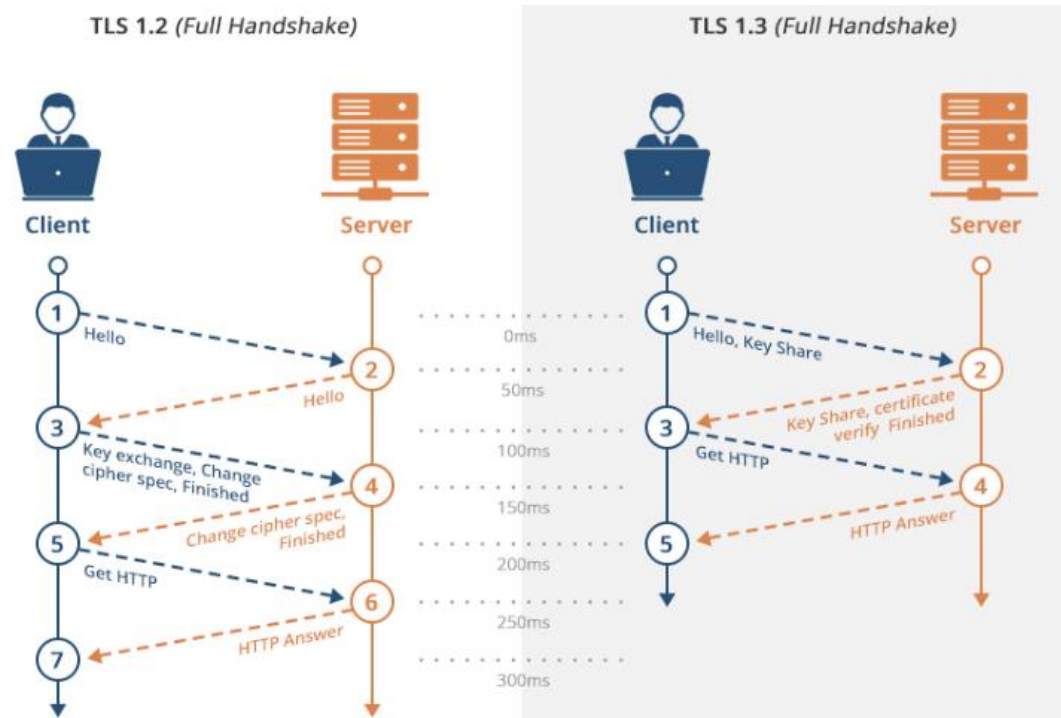 TLS 1.2 (Full Handshake)
Client
Server
1
Hello
2
Hello
3
Key exchange, Change
cipher spec, Finished
4
Change cipher spec,
Finished
5
Get HTTP
6
HTTP Answer
7
0ms
50ms
100ms
150ms
200ms
250ms
300ms
TLS 1.3 (Full Handshake)
Client
Server
1
Hello, Key Share
2
Key Share, certificate
verify Finished
3
Get HTTP
4
HTTP Answer
5